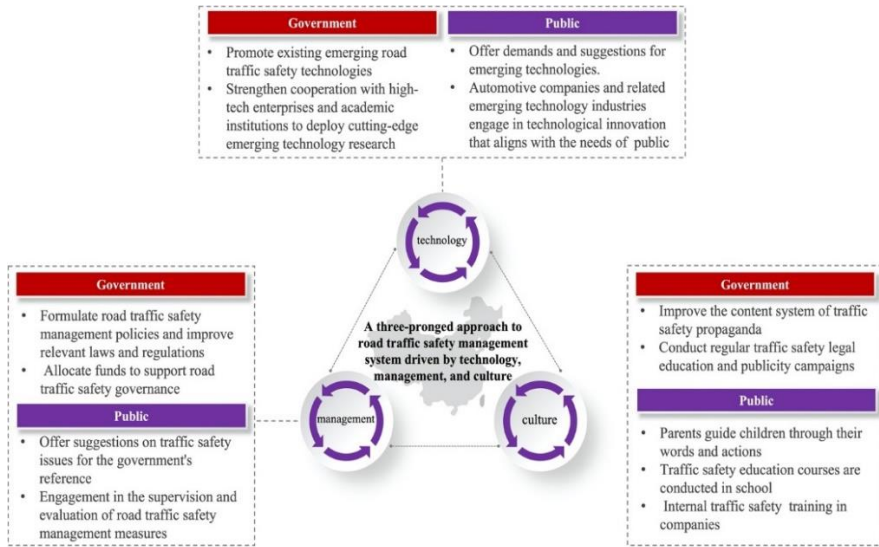 Government
• Promote existing emerging road
traffic safety technologies
• Strengthen cooperation with high-
tech enterprises and academic
institutions to deploy cutting-edge
emerging technology research
Public
• Offer demands and suggestions for
emerging technologies.
• Automotive companies and related
emerging technology industries
engage in technological innovation
that aligns with the needs of public
technology
Government
• Formulate road traffic safety
management policies and improve
relevant laws and regulations
• Allocate funds to support road
traffic safety governance
Public
• Offer suggestions on traffic safety
issues for the government's
reference
• Engagement in the supervision and
evaluation of road traffic safety
management measures
A three-pronged approach to
road traffic safety management
system driven by technology,
management, and culture
management
culture
Government
• Improve the content system of traffic
safety propaganda
• Conduct regular traffic safety legal
education and publicity campaigns
Public
• Parents guide children through their
words and actions
• Traffic safety education courses are
conducted in school
• Internal traffic safety training in
companies